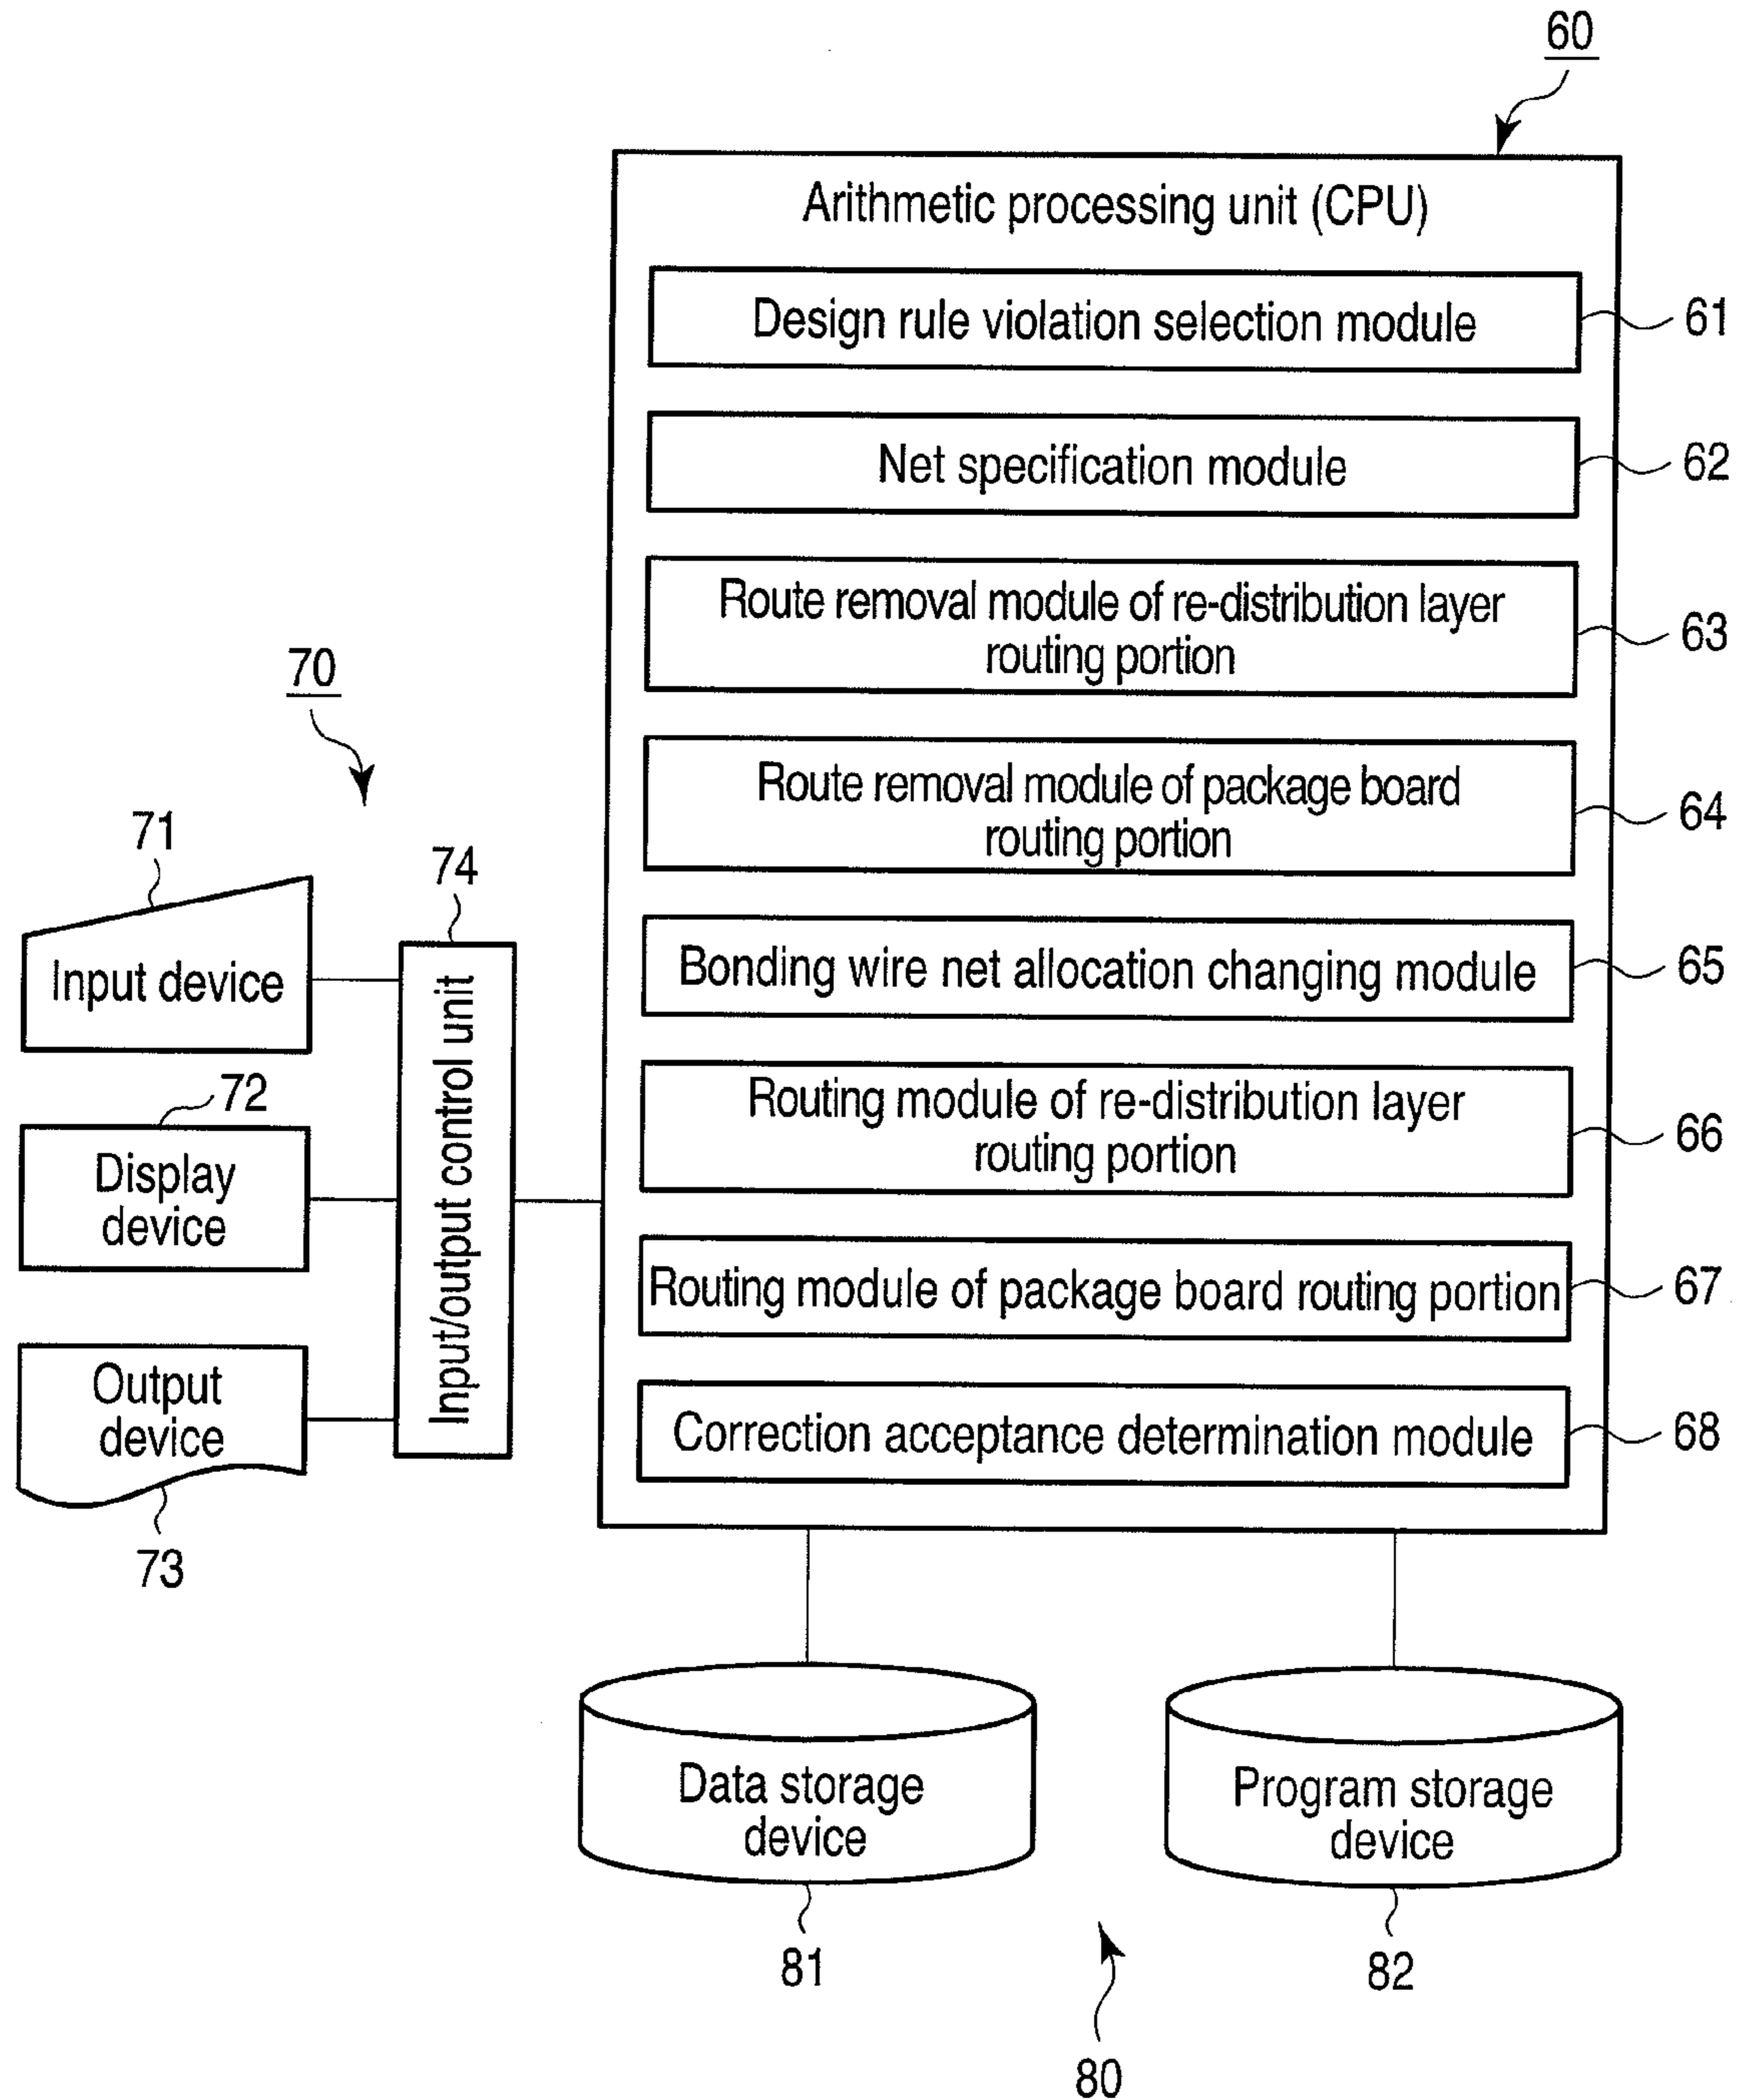 60
Arithmetic processing unit (CPU)
Design rule violation selection module
61
Net specification module
62
Route removal module of re-distribution layer
routing portion
63
Route removal module of package board
routing portion
64
Bonding wire net allocation changing module
65
Routing module of re-distribution layer
routing portion
66
Routing module of package board routing portion
67
Correction acceptance determination module
68
70
71
Input device
72
Display
device
Output
device
73
74
Input/output control unit
Data storage
device
81
Program storage
device
82
80